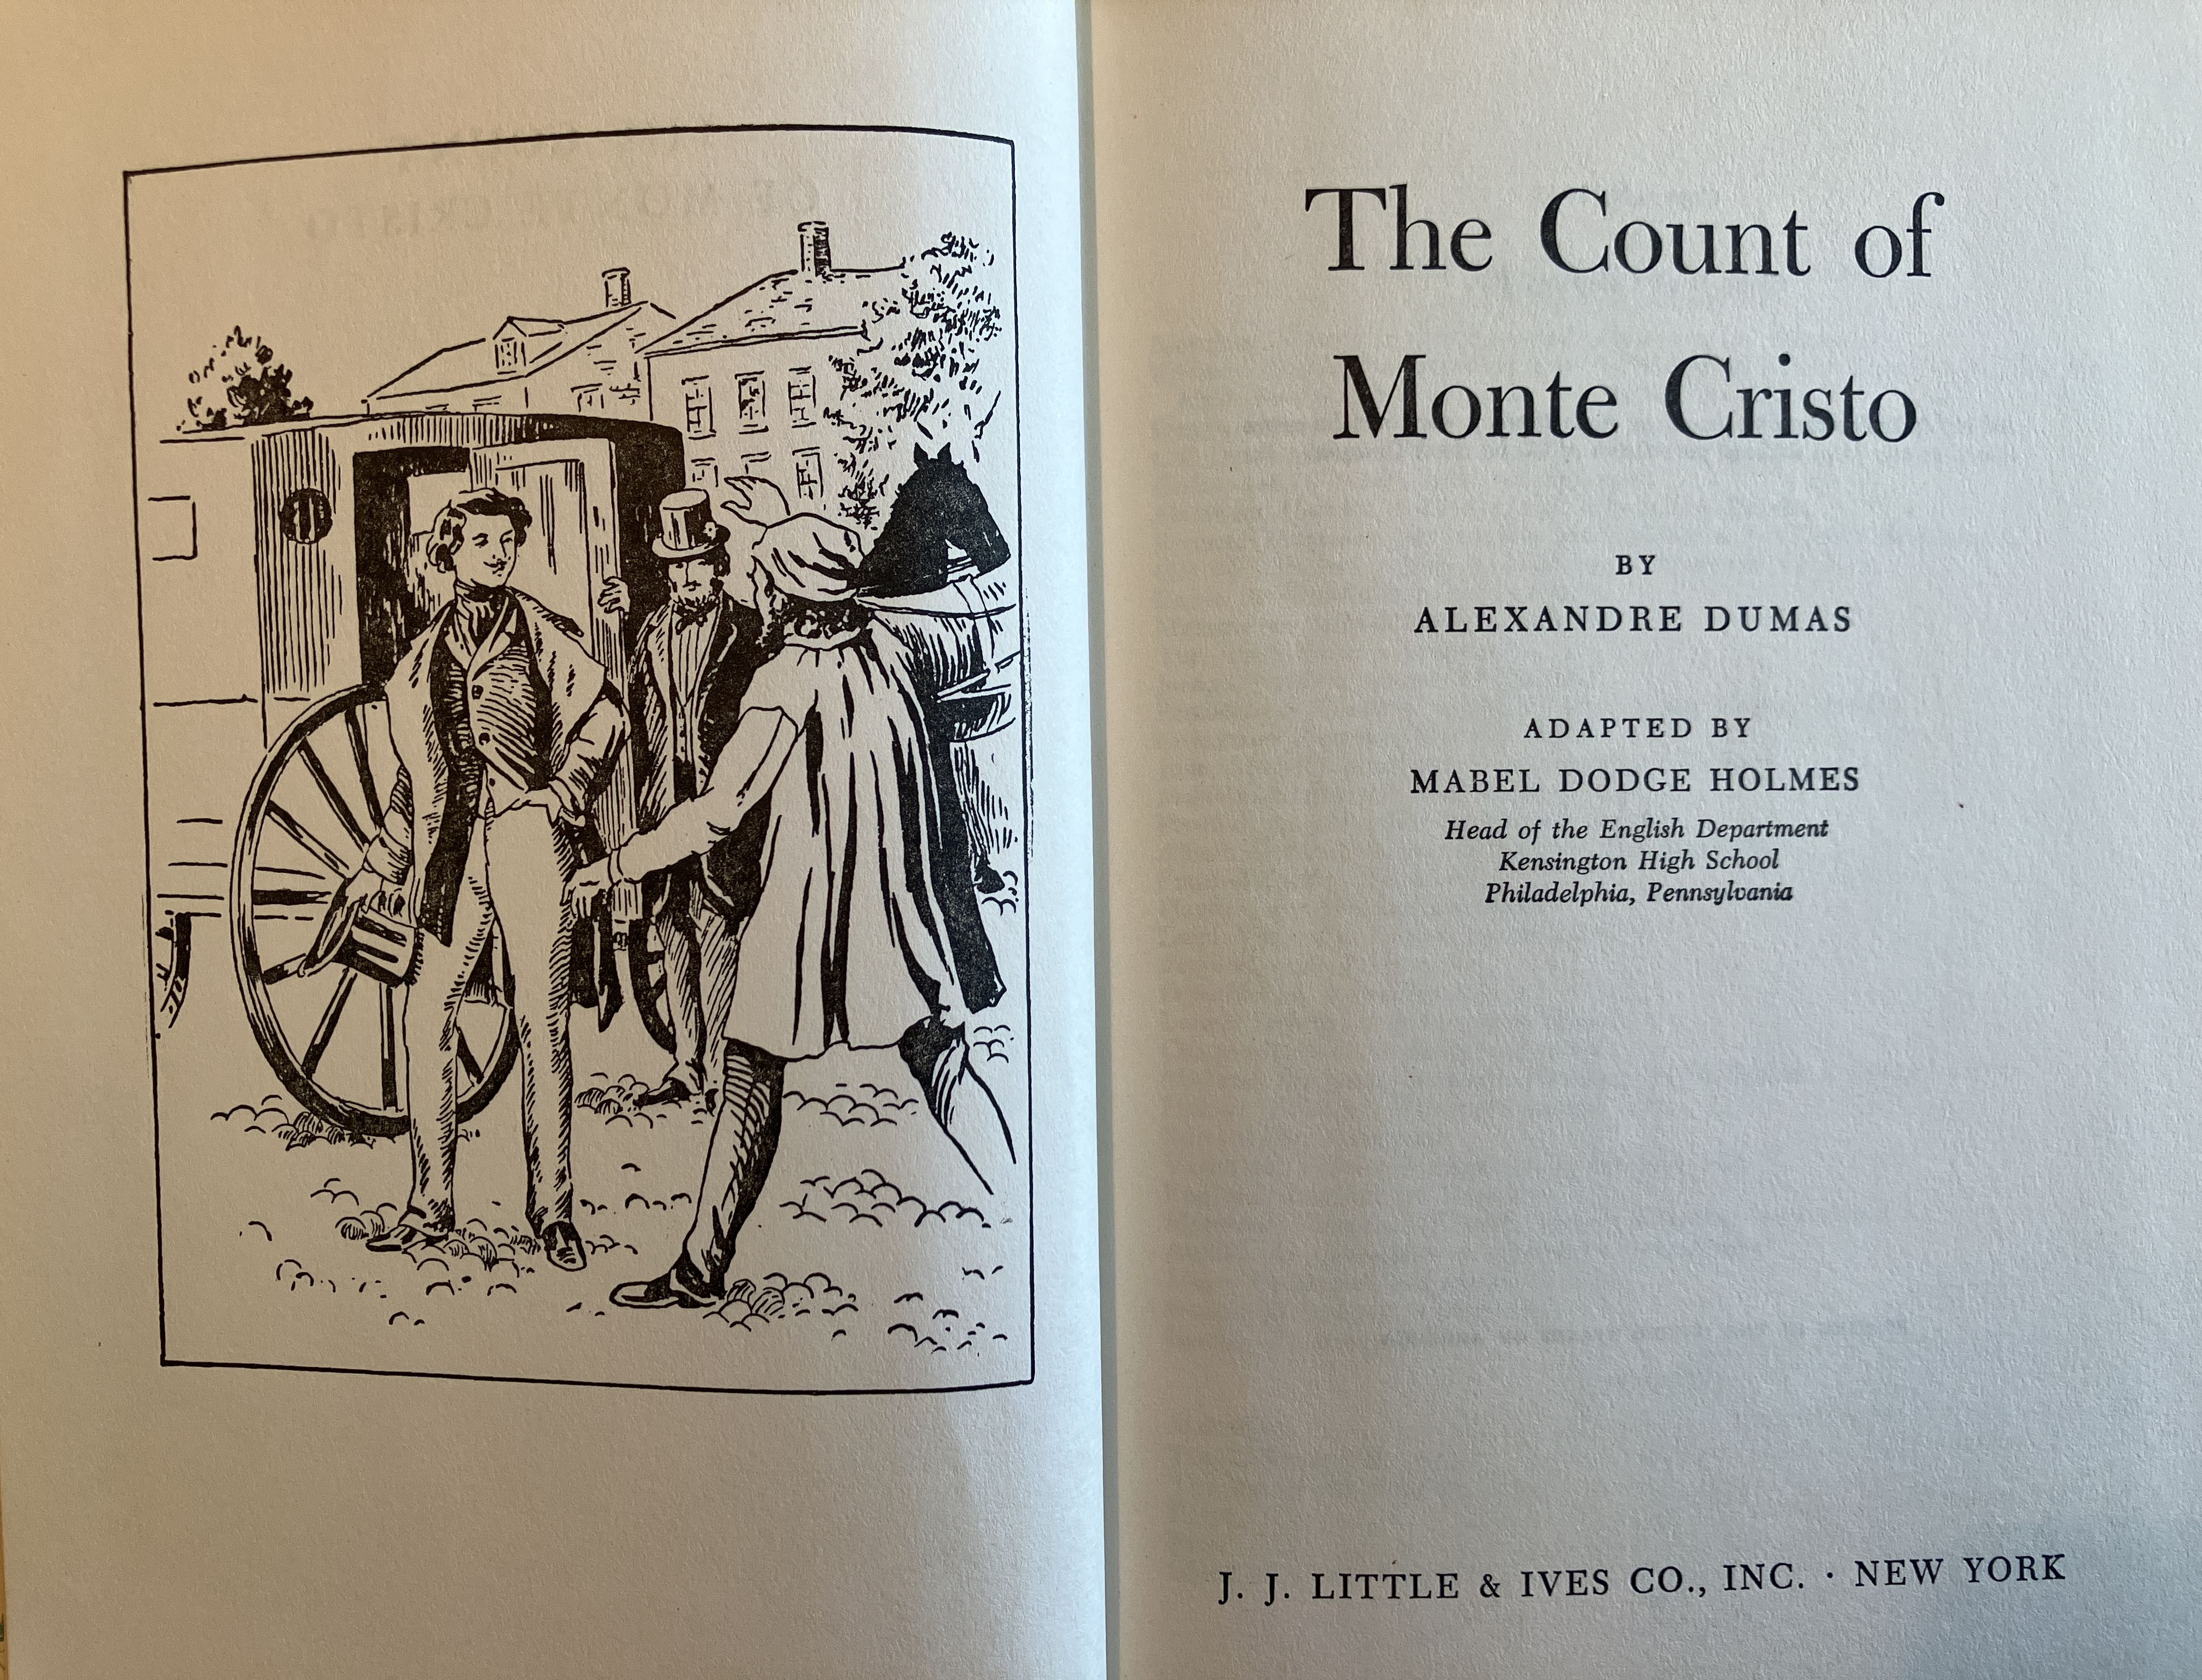 The Count of
Monte Cristo
BY
ALEXANDRE DUMAS
ADAPTED BY
MABEL DODGE HOLMES
Head of the English Department
Kensington High School
Philadelphia, Pennsylvania
J. J. LITTLE & IVES CO., INC. · NEW YORK